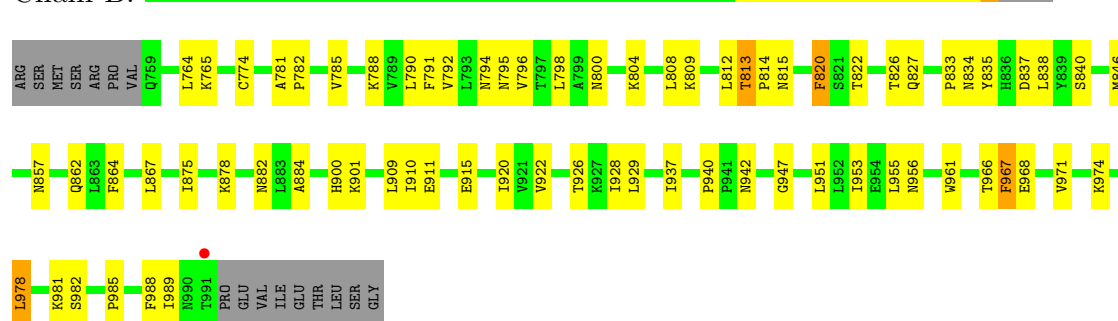 ARG SER MET SER ARG PRO VAL Q759 L764 K765 C774 A781 P782 V785 K788 V789 L790 F791 V792 L793 N794 N795 V796 T797 L798 A799 N800 K804 L808 K809 L812 T813 P814 N815 F820 S821 T822 T826 Q827 P833 N834 Y835 H836 D837 L838 Y839 S840 M846
N857 Q862 L863 F864 L867 I875 K878 N882 L883 A884 H900 K901 L909 I910 E911 E915 I920 V921 V922 T926 K927 I928 L929 I937 P940 P941 N942 G947 L951 L952 I953 E954 L955 N956 W961 T966 F967 E968 V971 K974
L978 K981 S982 P985 F988 I989 N990 T991 PRO GLU VAL ILE GLU THR LEU SER GLY